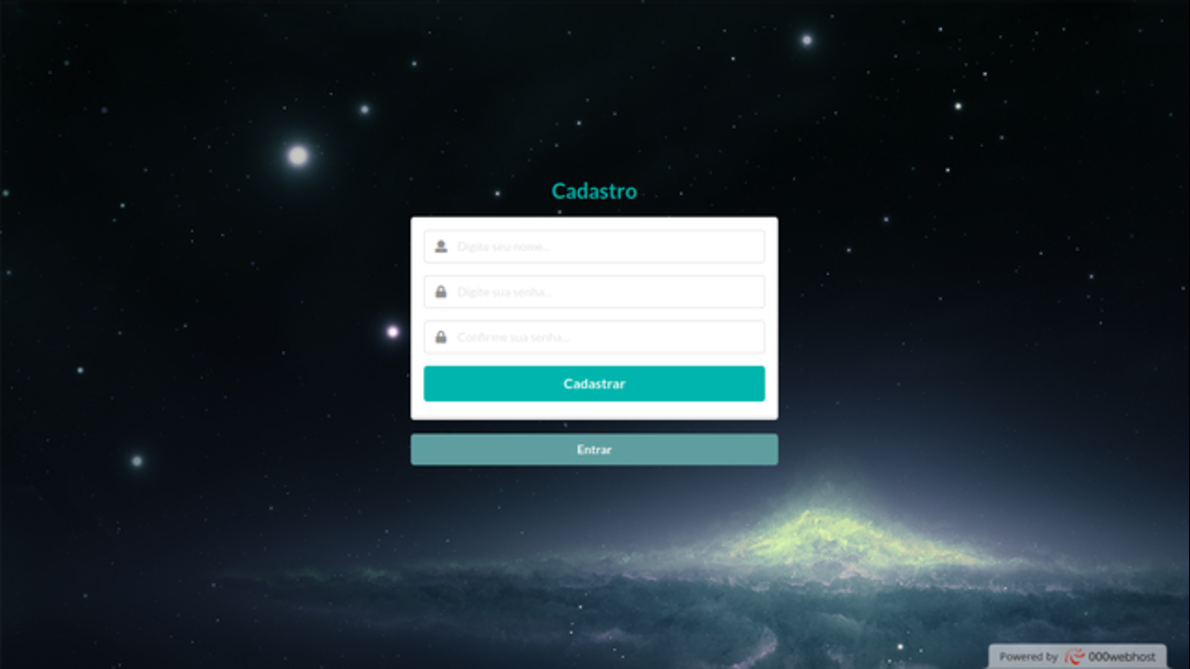 Cadastro
Digite seu nome...
Digite sua senha...
Confirme sua senha...
Cadastrar
Entrar
Powered by 000webhost